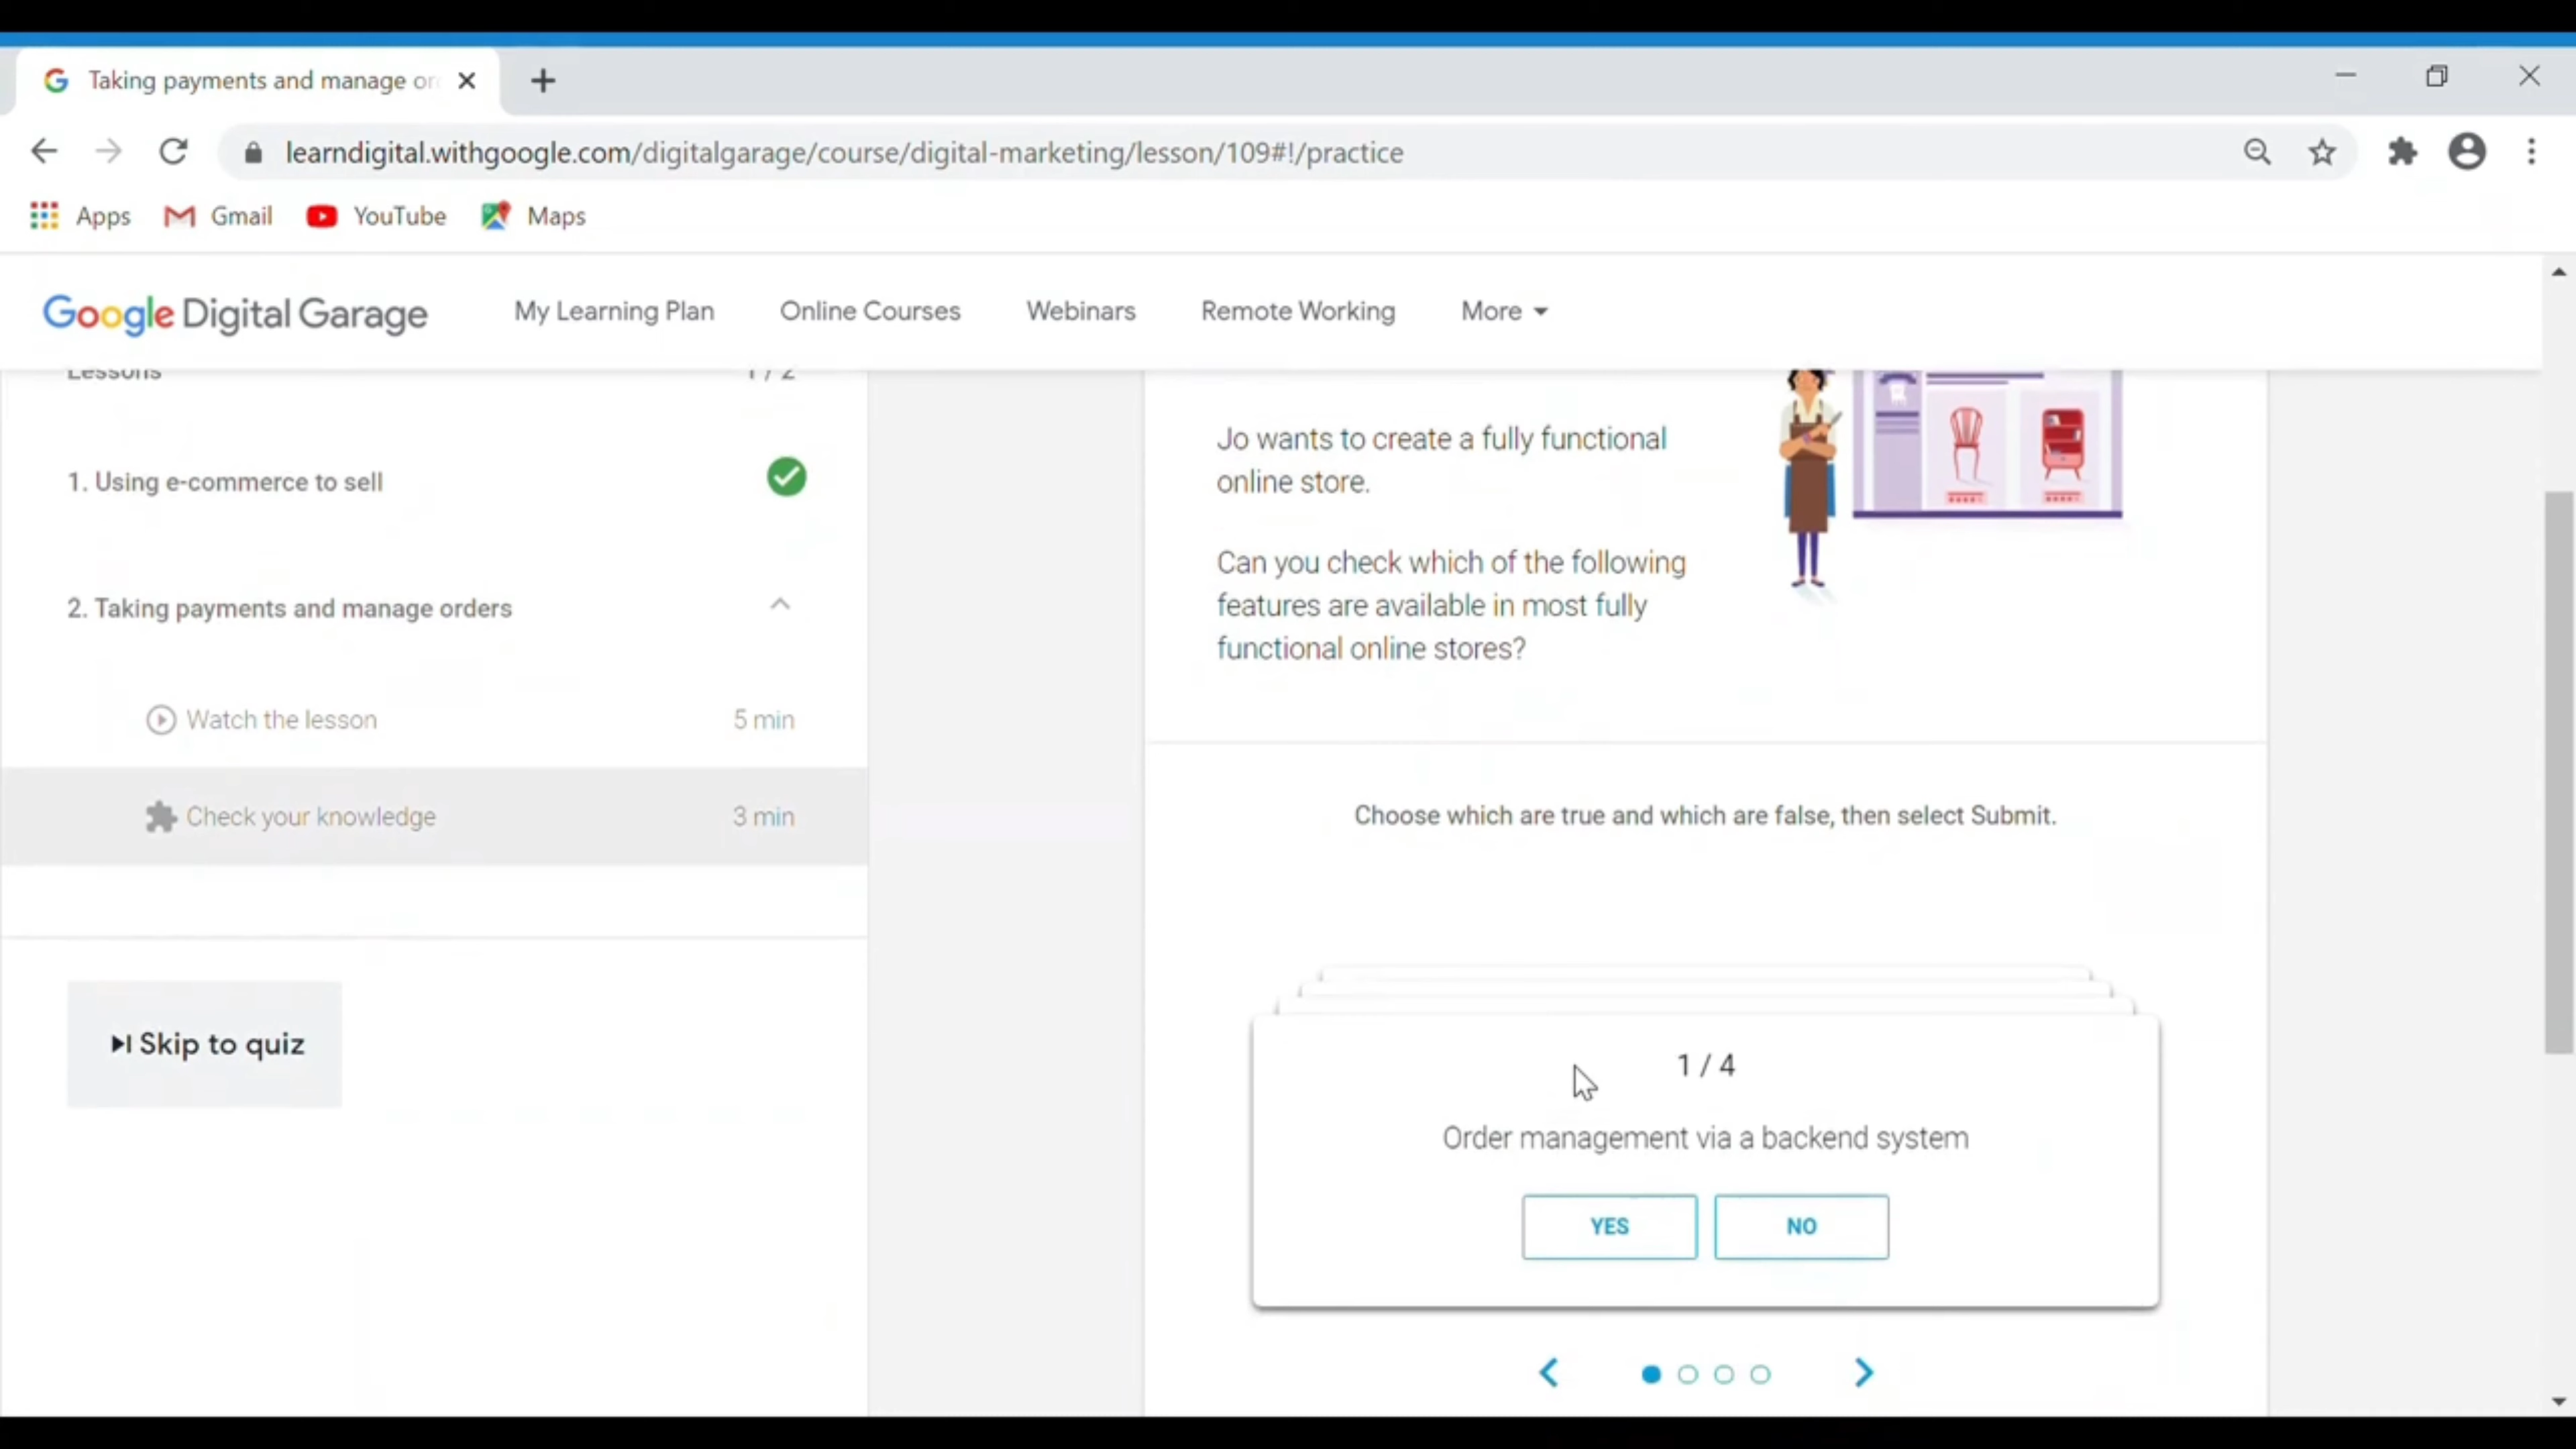 Taking payments and manage or
learndigital.withgoogle.com/digitalgarage/course/digital-marketing/lesson/109#!/practice
Apps
Gmail
YouTube
Maps
Google Digital Garage
My Learning Plan
Online Courses
Webinars
Remote Working
More
Lessons
1 / 2
1. Using e-commerce to sell
2. Taking payments and manage orders
Watch the lesson
5 min
Check your knowledge
3 min
Skip to quiz
Jo wants to create a fully functional
online store.
Can you check which of the following
features are available in most fully
functional online stores?
Choose which are true and which are false, then select Submit.
1 / 4
Order management via a backend system
YES
NO